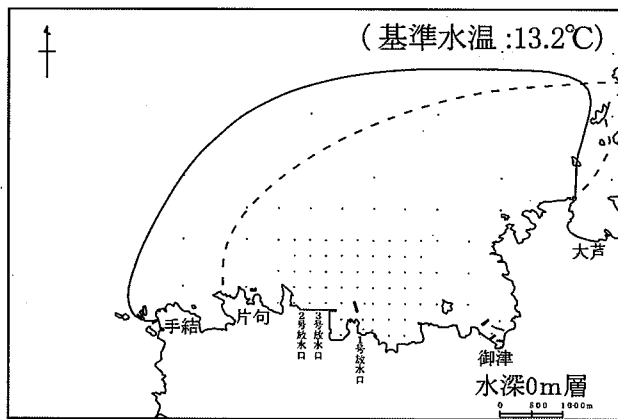 (基準水温:13.2℃)
大芦
手結
片句
2号放水口
3号放水口
1号放水口
御津
水深0m層
0 500 1000m